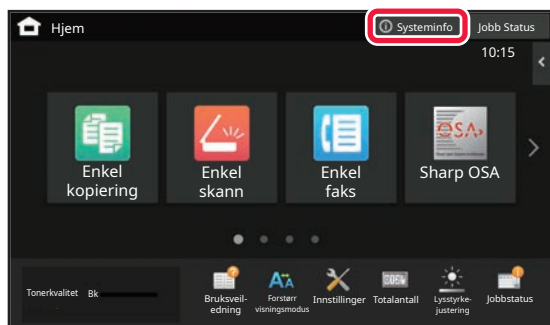 Hjem
Systeminfo
Jobb Status
10:15
Enkel
kopiering
Enkel
skann
Enkel
faks
OSA
Sharp OSA
Tonerkvalitet Bk
Bruksveil-
edning
Forstørr
visningsmodus
Innstillinger
Totalantall
Lysstyrke-
justering
Jobbstatus